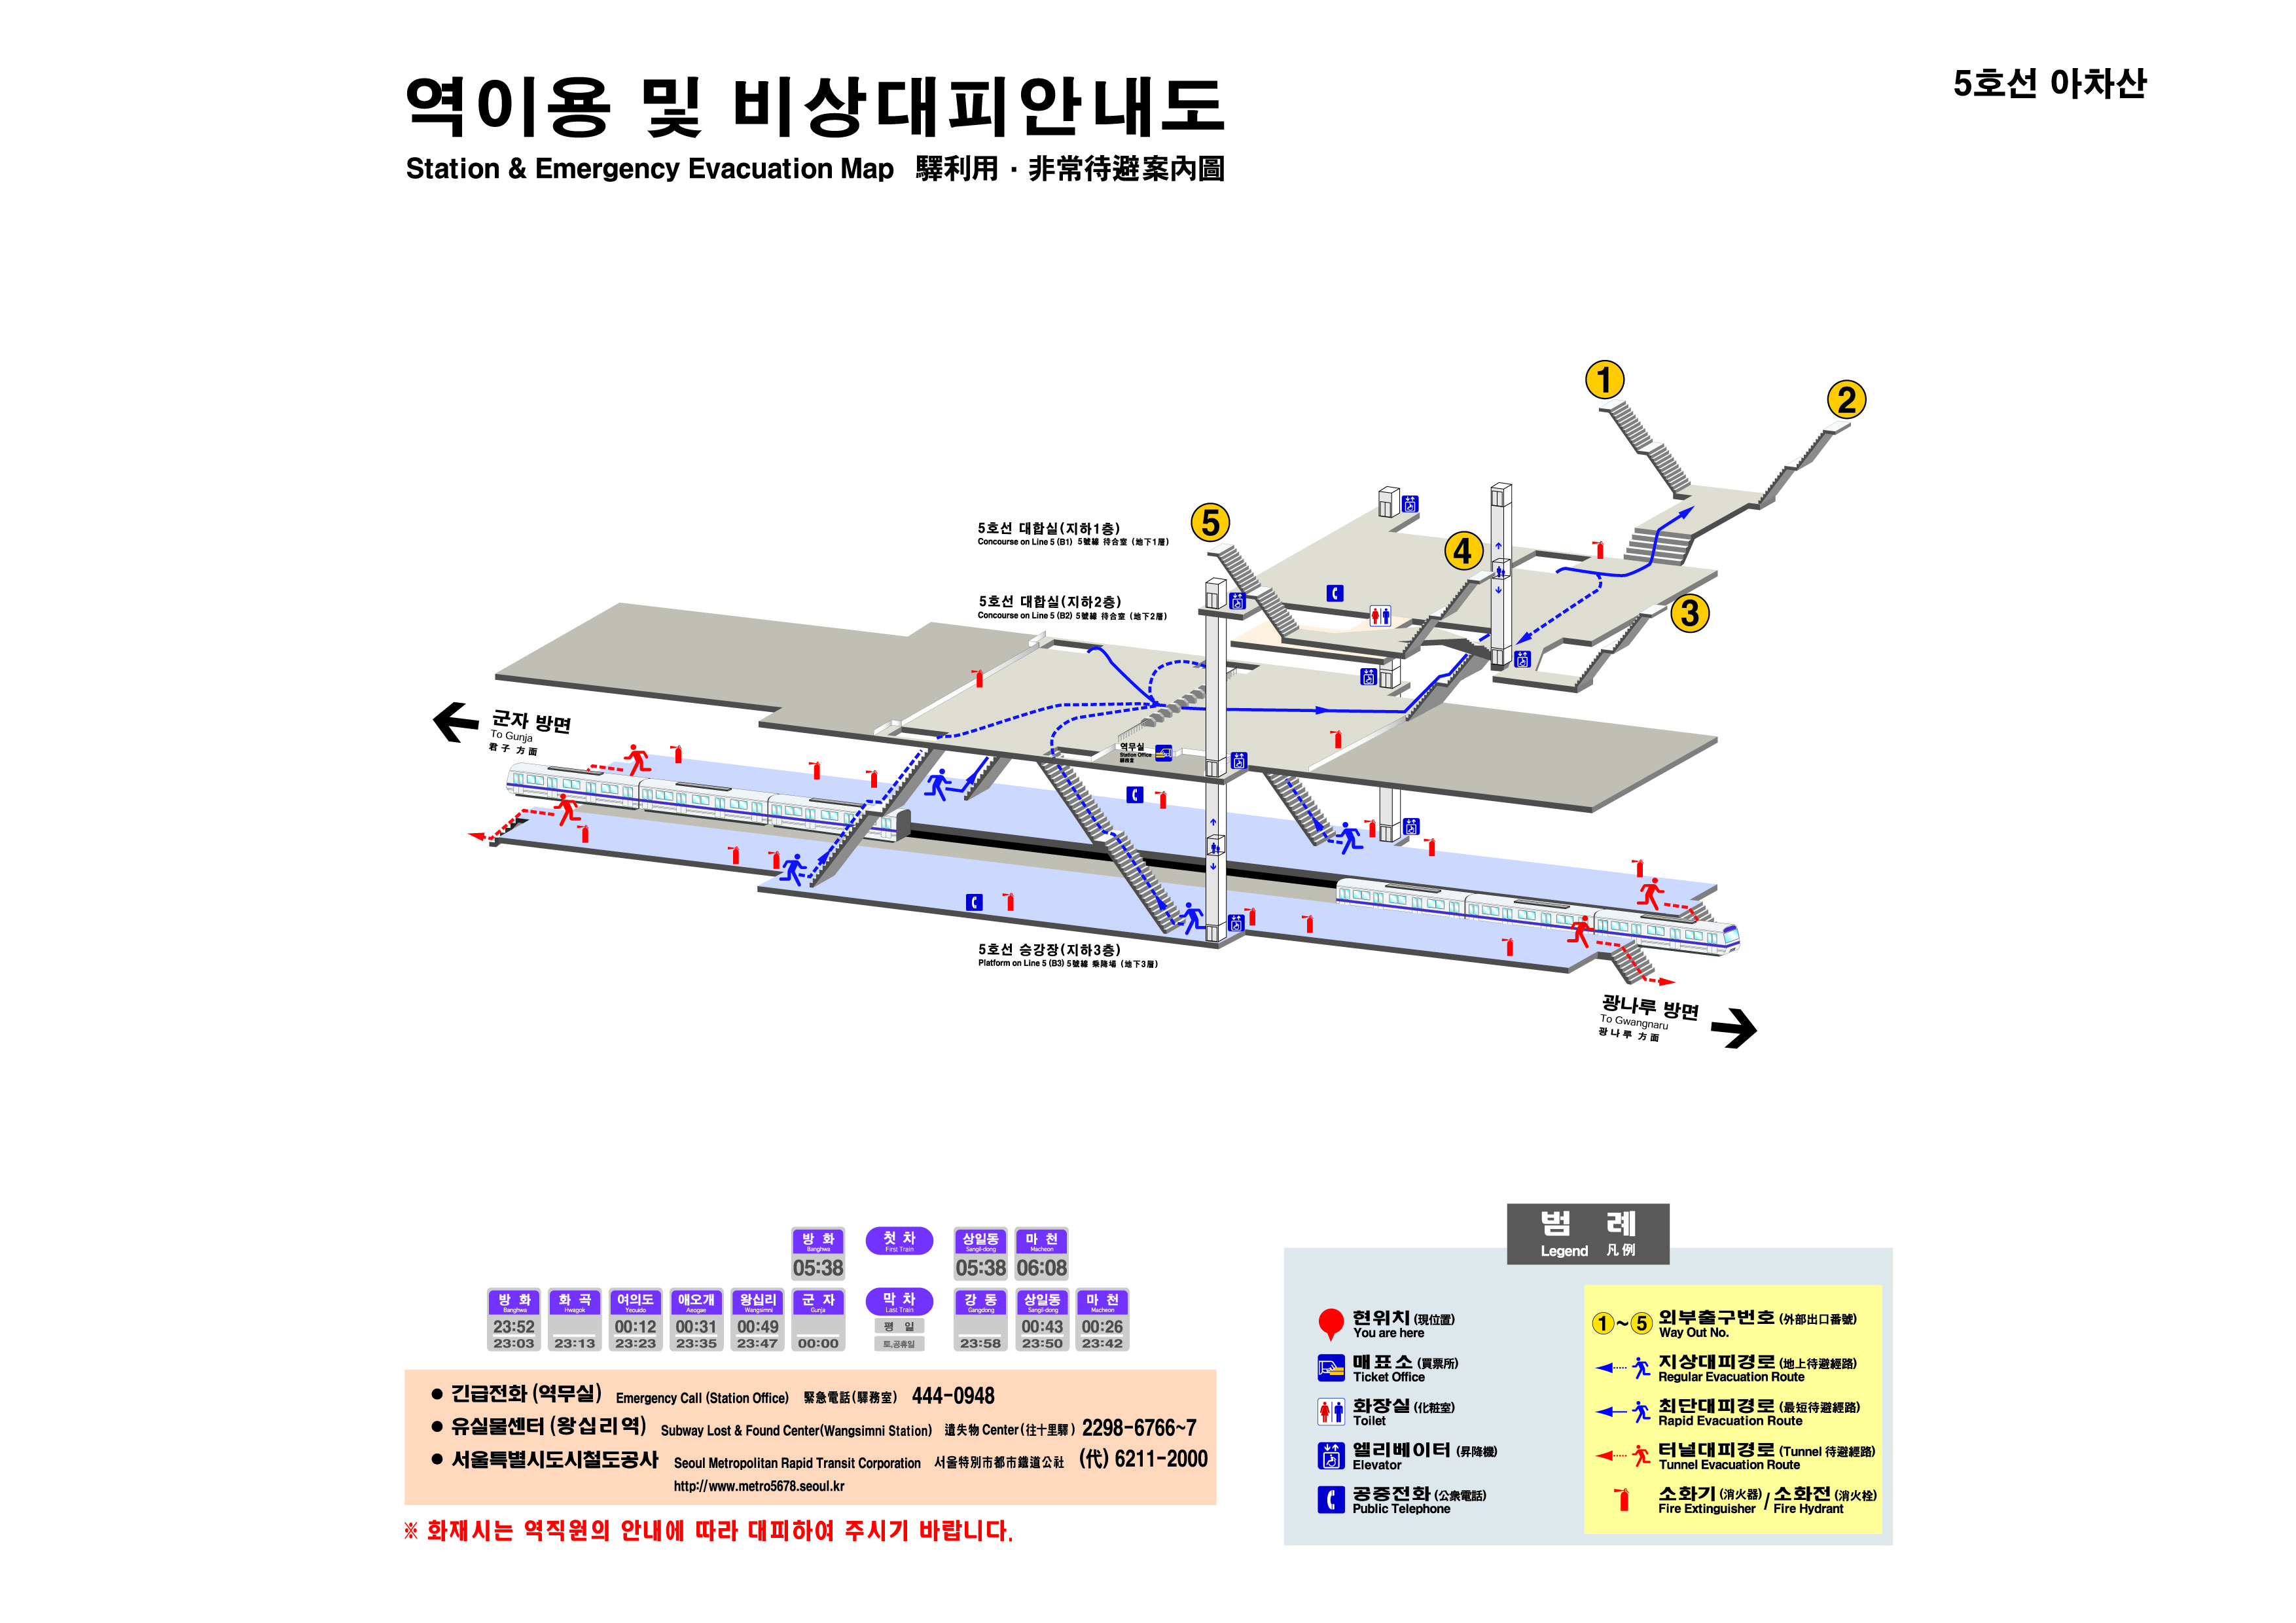 역이용 및 비상대피안내도
Station & Emergency Evacuation Map 驛利用 · 非常待避案內圖
5호선 아차산
1
2
5호선 대합실(지하1층)
Concourse on Line 5 (B1) 5號線 待合室 (地下1層)
5
4
3
5호선 대합실(지하2층)
Concourse on Line 5 (B2) 5號線 待合室 (地下2層)
군자 방면
To Gunja
君子 方面
역무실
Station Office
驛務室
5호선 승강장(지하3층)
Platform on Line 5 (B3) 5號線 乘降場 (地下3層)
광나루 방면
To Gwangnaru
광나루 方面
방 화
Banghwa
05:38
첫 차
First Train
상일동
Sangil-dong
05:38
마 천
Macheon
06:08
방 화
Banghwa
23:52
23:03
화 곡
Hwagok
23:13
여의도
Yeouido
00:12
23:23
애오개
Aeogae
00:31
23:35
왕십리
Wangsimni
00:49
23:47
군 자
Gunja
00:00
막 차
Last Train
평 일
토,공휴일
강 동
Gangdong
23:58
상일동
Sangil-dong
00:43
23:50
마 천
Macheon
00:26
23:42
● 긴급전화 (역무실) Emergency Call (Station Office) 緊急電話(驛務室) 444-0948
● 유실물센터 (왕십리역) Subway Lost & Found Center(Wangsimni Station) 遺失物 Center(往十里驛) 2298-6766~7
● 서울특별시도시철도공사 Seoul Metropolitan Rapid Transit Corporation 서울特別市都市鐵道公社 (代) 6211-2000
http://www.metro5678.seoul.kr
※ 화재시는 역직원의 안내에 따라 대피하여 주시기 바랍니다.
범 례
Legend 凡例
현위치 (現位置)
You are here
매표소 (買票所)
Ticket Office
화장실 (化粧室)
Toilet
엘리베이터 (昇降機)
Elevator
공중전화 (公衆電話)
Public Telephone
1~5 외부출구번호 (外部出口番號)
Way Out No.
지상대피경로 (地上待避經路)
Regular Evacuation Route
최단대피경로 (最短待避經路)
Rapid Evacuation Route
터널대피경로 (Tunnel 待避經路)
Tunnel Evacuation Route
소화기 (消火器) / 소화전 (消火栓)
Fire Extinguisher / Fire Hydrant